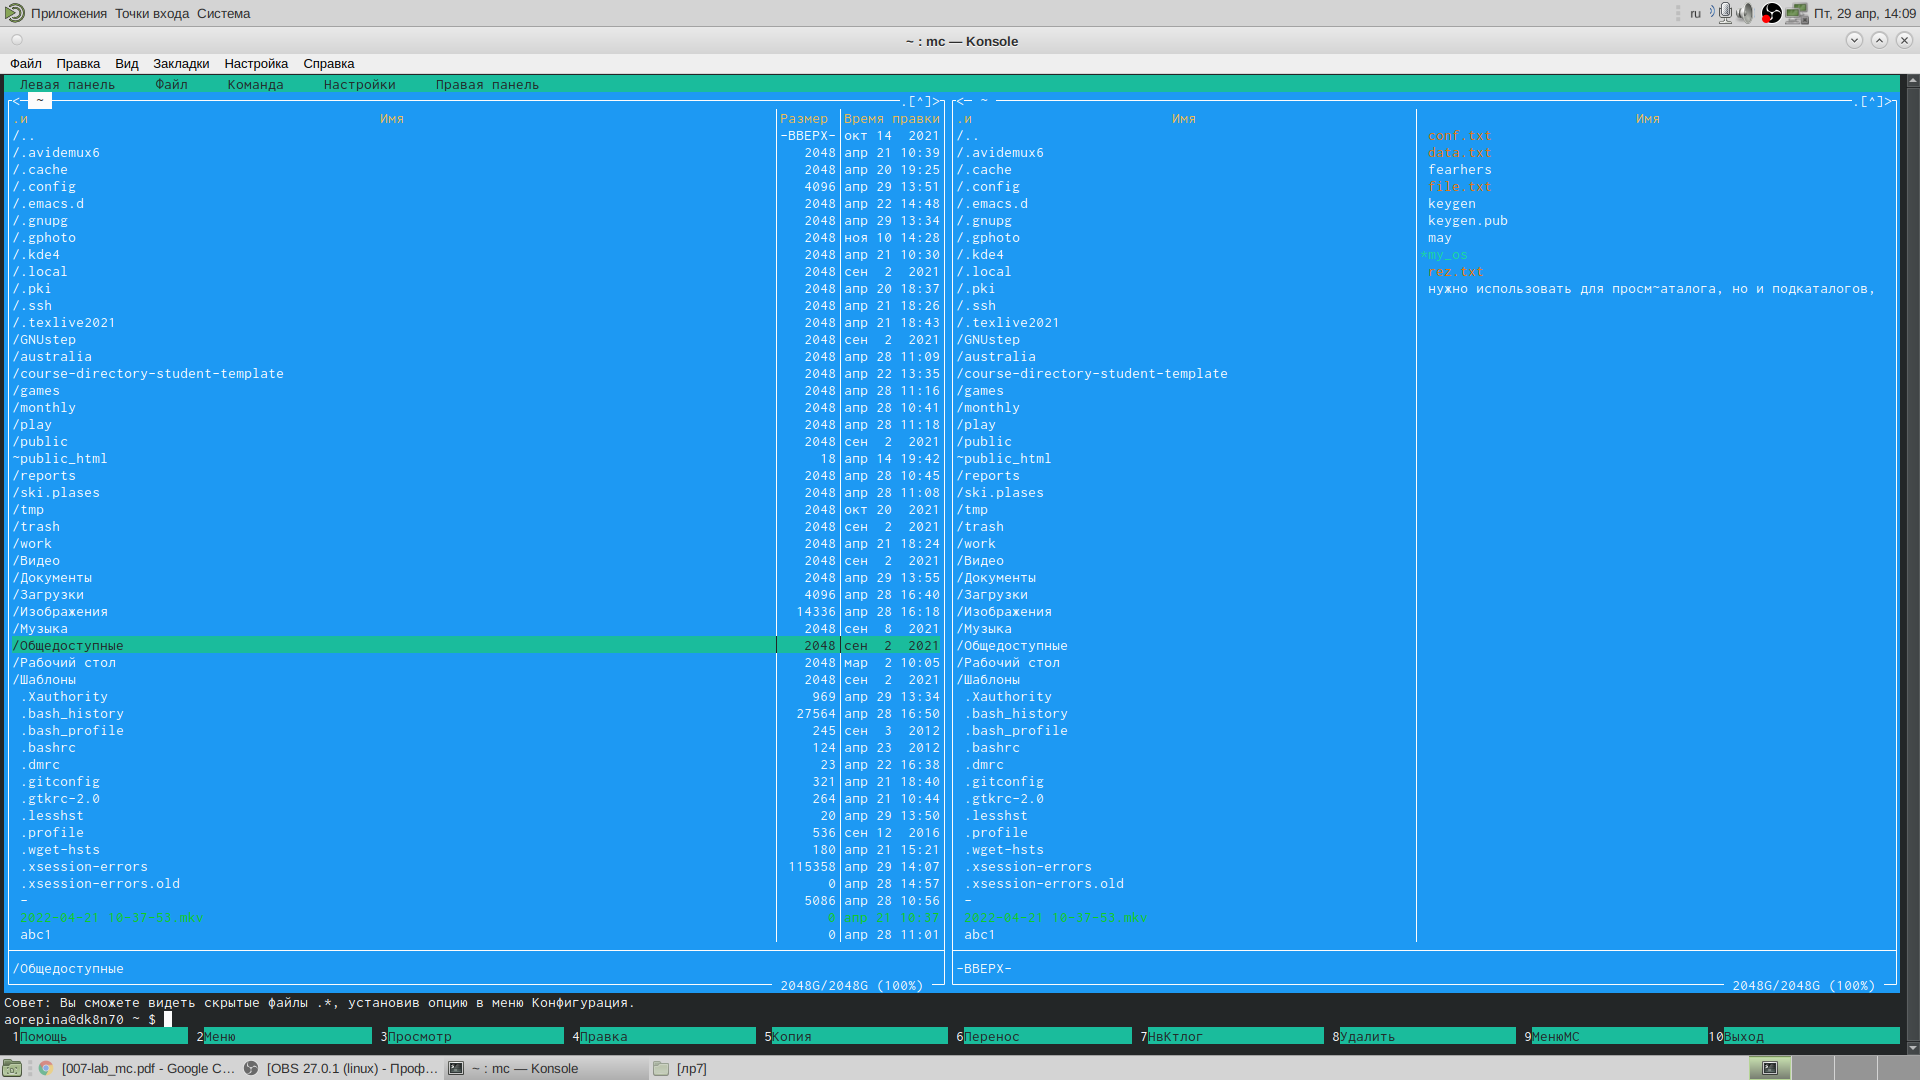 Приложения Точки входа Система
ru Пт, 29 апр, 14:09
~ : mc — Konsole
Файл Правка Вид Закладки Настройка Справка
Левая панель Файл Команда Настройки Правая панель
<─ ~ .[^]> <─ ~ .[^]>
.и Имя Размер Время правки .и Имя Имя
/.. -ВВЕРХ- окт 14 2021 /.. conf.txt
/.avidemux6 2048 апр 21 10:39 /.avidemux6 data.txt
/.cache 2048 апр 20 19:25 /.cache fearhers
/.config 4096 апр 29 13:51 /.config file.txt
/.emacs.d 2048 апр 22 14:48 /.emacs.d keygen
/.gnupg 2048 апр 29 13:34 /.gnupg keygen.pub
/.gphoto 2048 ноя 10 14:28 /.gphoto may
/.kde4 2048 апр 21 10:30 /.kde4 *my_os
/.local 2048 сен 2 2021 /.local rez.txt
/.pki 2048 апр 20 18:37 /.pki нужно использовать для просм~аталога, но и подкаталогов,
/.ssh 2048 апр 21 18:26 /.ssh
/.texlive2021 2048 апр 21 18:43 /.texlive2021
/GNUstep 2048 сен 2 2021 /GNUstep
/australia 2048 апр 28 11:09 /australia
/course-directory-student-template 2048 апр 22 13:35 /course-directory-student-template
/games 2048 апр 28 11:16 /games
/monthly 2048 апр 28 10:41 /monthly
/play 2048 апр 28 11:18 /play
/public 2048 сен 2 2021 /public
~public_html 18 апр 14 19:42 ~public_html
/reports 2048 апр 28 10:45 /reports
/ski.plases 2048 апр 28 11:08 /ski.plases
/tmp 2048 окт 20 2021 /tmp
/trash 2048 сен 2 2021 /trash
/work 2048 апр 21 18:24 /work
/Видео 2048 сен 2 2021 /Видео
/Документы 2048 апр 29 13:55 /Документы
/Загрузки 4096 апр 28 16:40 /Загрузки
/Изображения 14336 апр 28 16:18 /Изображения
/Музыка 2048 сен 8 2021 /Музыка
/Общедоступные 2048 сен 2 2021 /Общедоступные
/Рабочий стол 2048 мар 2 10:05 /Рабочий стол
/Шаблоны 2048 сен 2 2021 /Шаблоны
.Xauthority 969 апр 29 13:34 .Xauthority
.bash_history 27564 апр 28 16:50 .bash_history
.bash_profile 245 сен 3 2012 .bash_profile
.bashrc 124 апр 23 2012 .bashrc
.dmrc 23 апр 22 16:38 .dmrc
.gitconfig 321 апр 21 18:40 .gitconfig
.gtkrc-2.0 264 апр 21 10:44 .gtkrc-2.0
.lesshst 20 апр 29 13:50 .lesshst
.profile 536 сен 12 2016 .profile
.wget-hsts 180 апр 21 15:21 .wget-hsts
.xsession-errors 115358 апр 29 14:07 .xsession-errors
.xsession-errors.old 0 апр 28 14:57 .xsession-errors.old
- 5086 апр 28 10:56 -
abc1 0 апр 28 11:01 abc1
/Общедоступные -ВВЕРХ-
2048G/2048G (100%) 2048G/2048G (100%)
Совет: Вы сможете видеть скрытые файлы .*, установив опцию в меню Конфигурация.
aorepina@dk8n70 ~ $
1Помощь 2Меню 3Просмотр 4Правка 5Копия 6Перенос 7НвКтлог 8Удалить 9МенюMC 10Выход
[007-lab_mc.pdf - Google C... [OBS 27.0.1 (linux) - Проф... ~ : mc — Konsole [лр7]